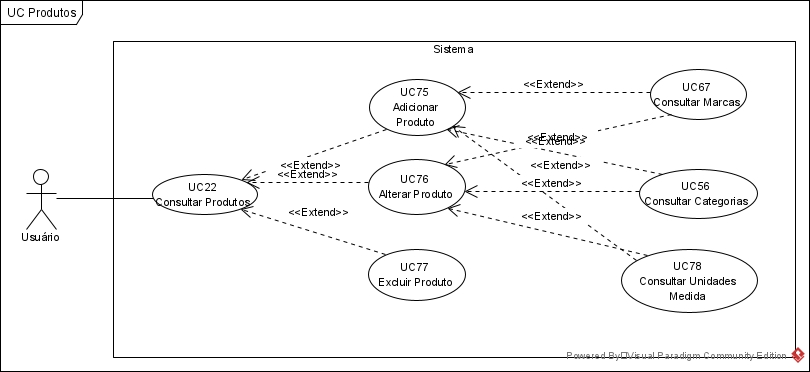 UC Produtos
Sistema
UC75
Adicionar
Produto
<<Extend>>
UC67
Consultar Marcas
<<Extend>>
<<Extend>>
<<Extend>>
<<Extend>>
<<Extend>>
UC22
Consultar Produtos
UC76
Alterar Produto
<<Extend>>
UC56
Consultar Categorias
<<Extend>>
<<Extend>>
Usuário
UC77
Excluir Produto
UC78
Consultar Unidades
Medida
Powered By Visual Paradigm Community Edition